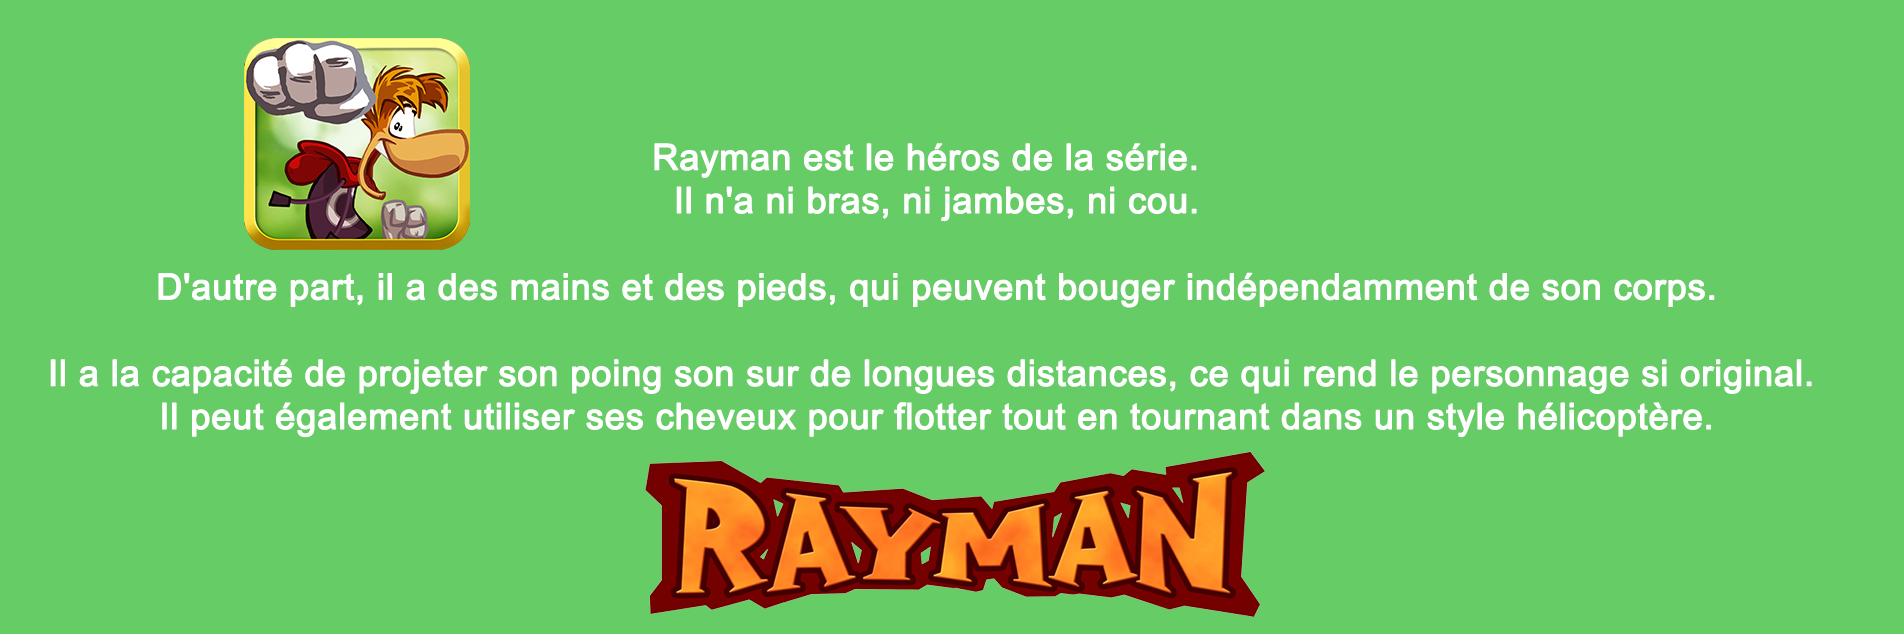 Rayman est le héros de la série.
Il n'a ni bras, ni jambes, ni cou.
D'autre part, il a des mains et des pieds, qui peuvent bouger indépendamment de son corps.
Il a la capacité de projeter son poing son sur de longues distances, ce qui rend le personnage si original.
Il peut également utiliser ses cheveux pour flotter tout en tournant dans un style hélicoptère.
RAYMAN